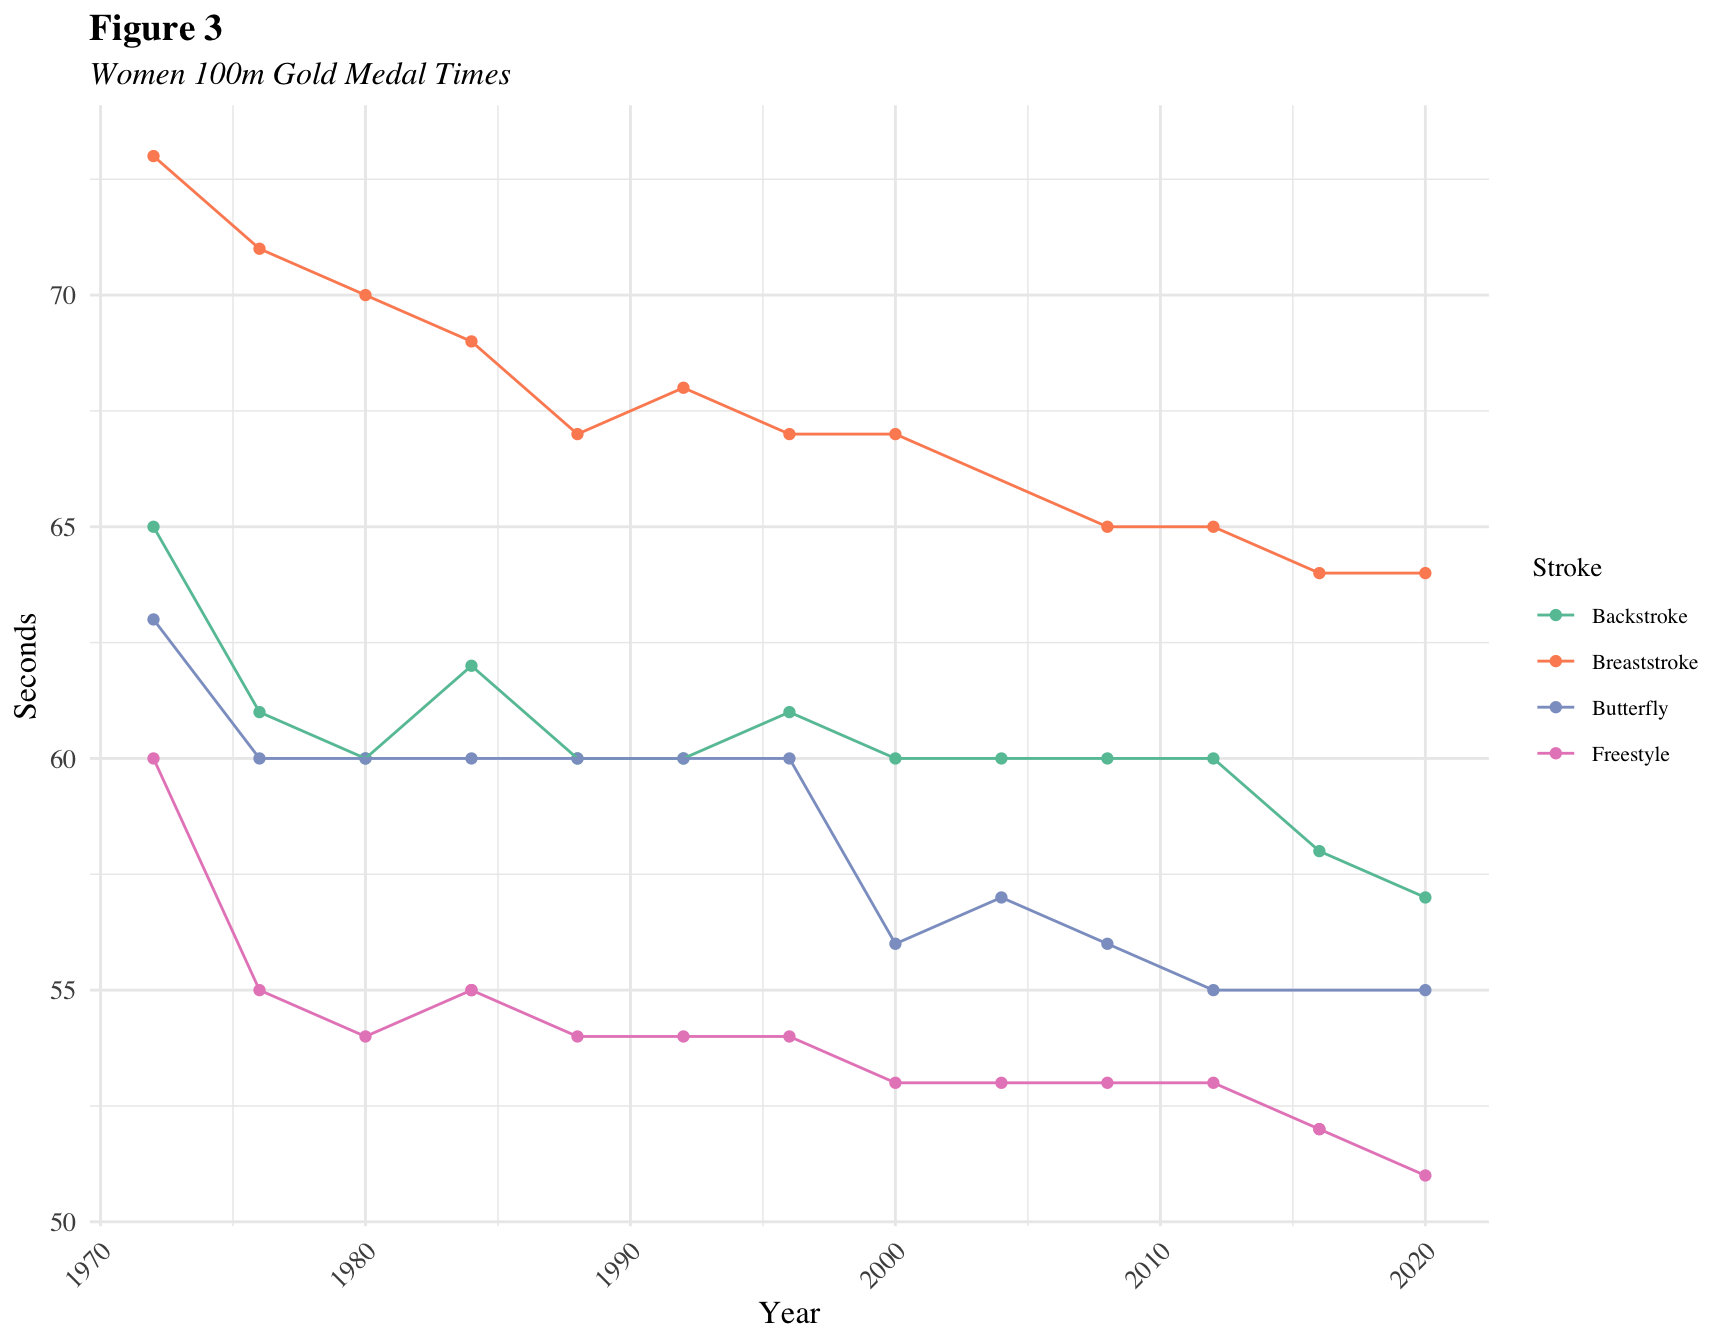 Figure 3
Women 100m Gold Medal Times
70
65
60
55
50
Seconds
1970
1980
1990
2000
2010
2020
Year
Stroke
Backstroke
Breaststroke
Butterfly
Freestyle